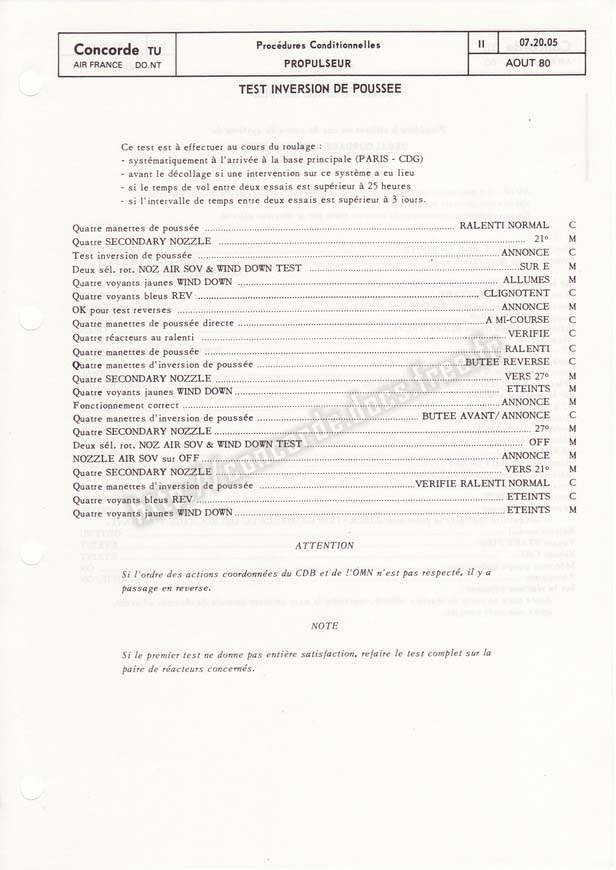 Concorde TU
AIR FRANCE DO.NT
Procédures Conditionnelles
PROPULSEUR
II
07.20.05
AOUT 80
TEST INVERSION DE POUSSEE
Ce test est à effectuer au cours du roulage :
- systématiquement à l'arrivée à la base principale (PARIS - CDG)
- avant le décollage si une intervention sur ce système a eu lieu
- si le temps de vol entre deux essais est supérieur à 25 heures
- si l'intervalle de temps entre deux essais est supérieur à 3 jours.
Quatre manettes de poussée ... RALENTI NORMAL C
Quatre SECONDARY NOZZLE ... 21° M
Test inversion de poussée ... ANNONCE C
Deux sél. rot. NOZ AIR SOV & WIND DOWN TEST ... SUR E M
Quatre voyants jaunes WIND DOWN ... ALLUMES M
Quatre voyants bleus REV ... CLIGNOTENT C
OK pour test reverses ... ANNONCE M
Quatre manettes de poussée directe ... A MI-COURSE C
Quatre réacteurs au ralenti ... VERIFIE C
Quatre manettes de poussée ... RALENTI C
Quatre manettes d'inversion de poussée ... BUTEE REVERSE C
Quatre SECONDARY NOZZLE ... VERS 27° M
Quatre voyants jaunes WIND DOWN ... ETEINTS M
Fonctionnement correct ... ANNONCE M
Quatre manettes d'inversion de poussée ... BUTEE AVANT/ANNONCE C
Quatre SECONDARY NOZZLE ... 27° M
Deux sél. rot. NOZ AIR SOV & WIND DOWN TEST ... OFF M
NOZZLE AIR SOV sur OFF ... ANNONCE M
Quatre SECONDARY NOZZLE ... VERS 21° M
Quatre manettes d'inversion de poussée ... VERIFIE RALENTI NORMAL C
Quatre voyants bleus REV ... ETEINTS C
Quatre voyants jaunes WIND DOWN ... ETEINTS M
http://concorde.docs.free.fr
ATTENTION
Si l'ordre des actions coordonnées du CDB et de l'OMN n'est pas respecté, il y a
passage en reverse.
NOTE
Si le premier test ne donne pas entière satisfaction, refaire le test complet sur la
paire de réacteurs concernés.